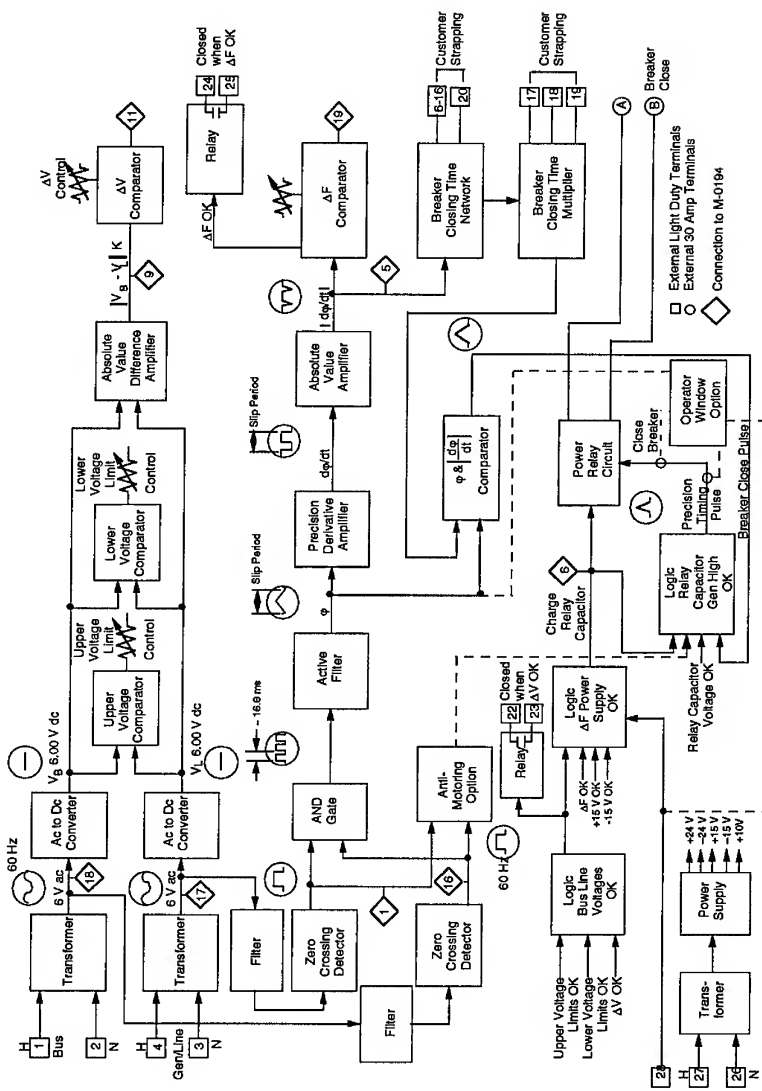 60 Hz
H
1
Bus
2
N
Transformer
6 V ac
18
Ac to Dc
Converter
V_B 6.00 V dc
H
4
Gen/Line
3
N
Transformer
6 V ac
17
Ac to Dc
Converter
V_L 6.00 V dc
Upper
Voltage
Comparator
Upper
Voltage
Limit
Control
Lower
Voltage
Comparator
Lower
Voltage
Limit
Control
Absolute
Value
Difference
Amplifier
|V_B - V_L| K
9
ΔV
Control
ΔV
Comparator
11
Relay
24
25
Closed
when
ΔF OK
ΔF OK
Filter
Zero
Crossing
Detector
1
Filter
Zero
Crossing
Detector
16
60 Hz
AND
Gate
~ 16.9 ms
Active Filter
Slip Period
φ
Precision
Derivative
Amplifier
dφ/dt
Slip Period
Absolute
Value
Amplifier
| dφ/dt |
5
ΔF
Comparator
19
Anti-
Motoring
Option
φ & |dφ/dt|
Comparator
Breaker
Closing Time
Network
6-16
20
Customer
Strapping
Breaker
Closing Time
Multiplier
17
18
19
Customer
Strapping
Upper Voltage
Limits OK
Lower Voltage
Limits OK
ΔV OK
Logic
Bus Line
Voltages
OK
Relay
22
23
Closed
when
ΔV OK
ΔF OK
+15 V OK
-15 V OK
Logic
ΔF Power
Supply
OK
Charge
Relay
Capacitor
6
Power
Relay
Circuit
A
B
Breaker
Close
Relay Capacitor
Voltage OK
Logic
Relay
Capacitor
Gen High
OK
Precision
Timing
Pulse
Close
Breaker
Operator
Window
Option
Breaker Close Pulse
28
H
27
26
N
Trans-
former
Power
Supply
+24 V
-24 V
+15 V
-15 V
+10V
External Light Duty Terminals
External 30 Amp Terminals
Connection to M-0194